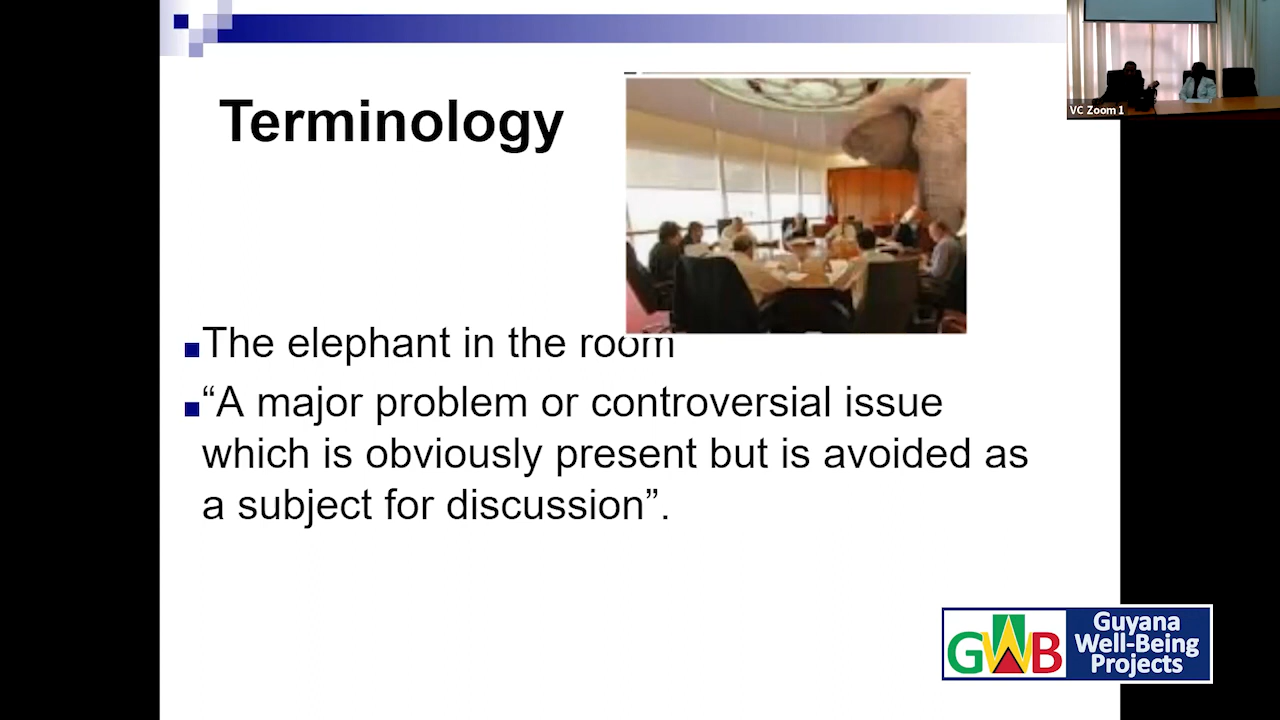 VC Zoom 1
Terminology
■The elephant in the room
■“A major problem or controversial issue
which is obviously present but is avoided as
a subject for discussion”.
GWB
Guyana
Well-Being
Projects